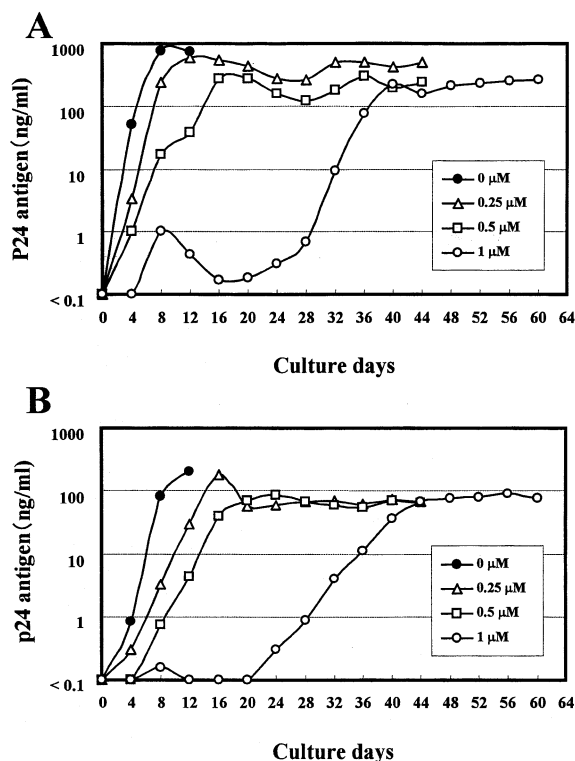 A
1000
100
10
1
< 0.1
P24 antigen (ng/ml)
0 μM
0.25 μM
0.5 μM
1 μM
0 4 8 12 16 20 24 28 32 36 40 44 48 52 56 60 64
Culture days
B
1000
100
10
1
< 0.1
p24 antigen (ng/ml)
0 μM
0.25 μM
0.5 μM
1 μM
0 4 8 12 16 20 24 28 32 36 40 44 48 52 56 60 64
Culture days